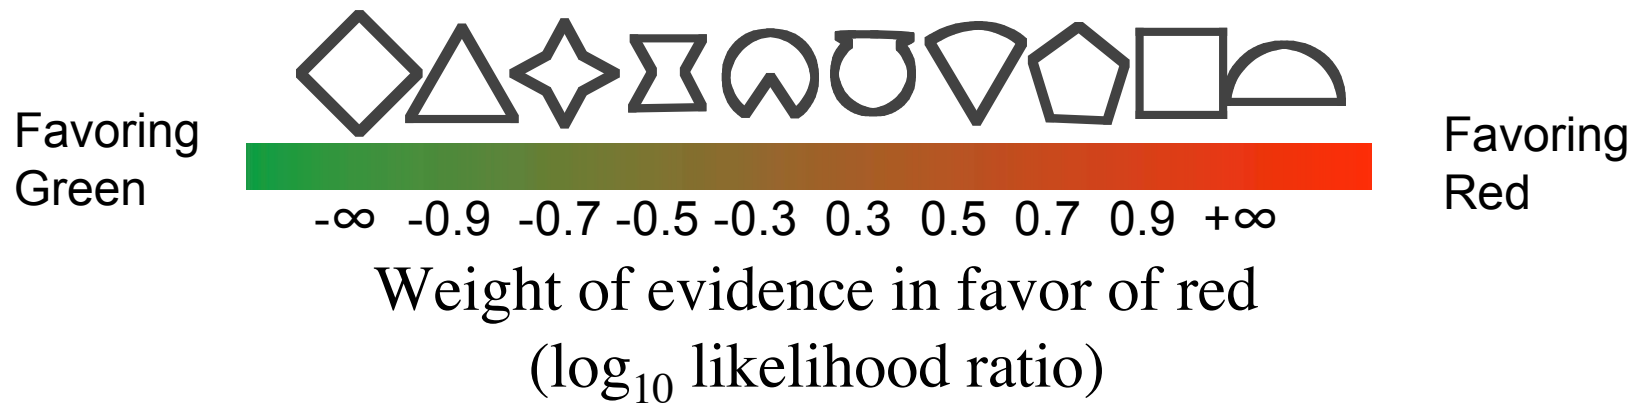 Favoring
Green
Favoring
Red
-∞ -0.9 -0.7 -0.5 -0.3 0.3 0.5 0.7 0.9 +∞
Weight of evidence in favor of red
(log₁₀ likelihood ratio)